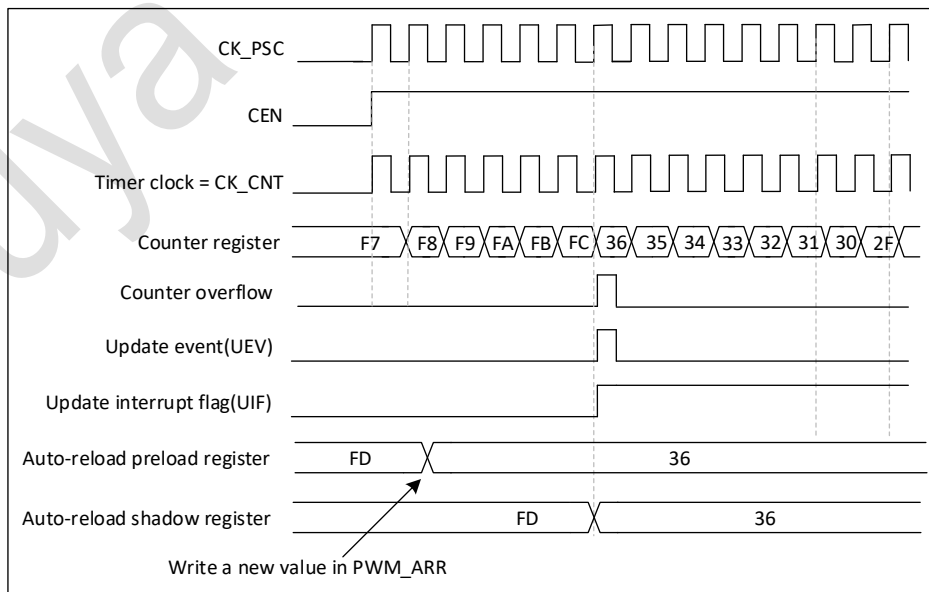 CK_PSC
CEN
Timer clock = CK_CNT
Counter register F7 F8 F9 FA FB FC 36 35 34 33 32 31 30 2F
Counter overflow
Update event(UEV)
Update interrupt flag(UIF)
Auto-reload preload register FD 36
Auto-reload shadow register FD 36
Write a new value in PWM_ARR